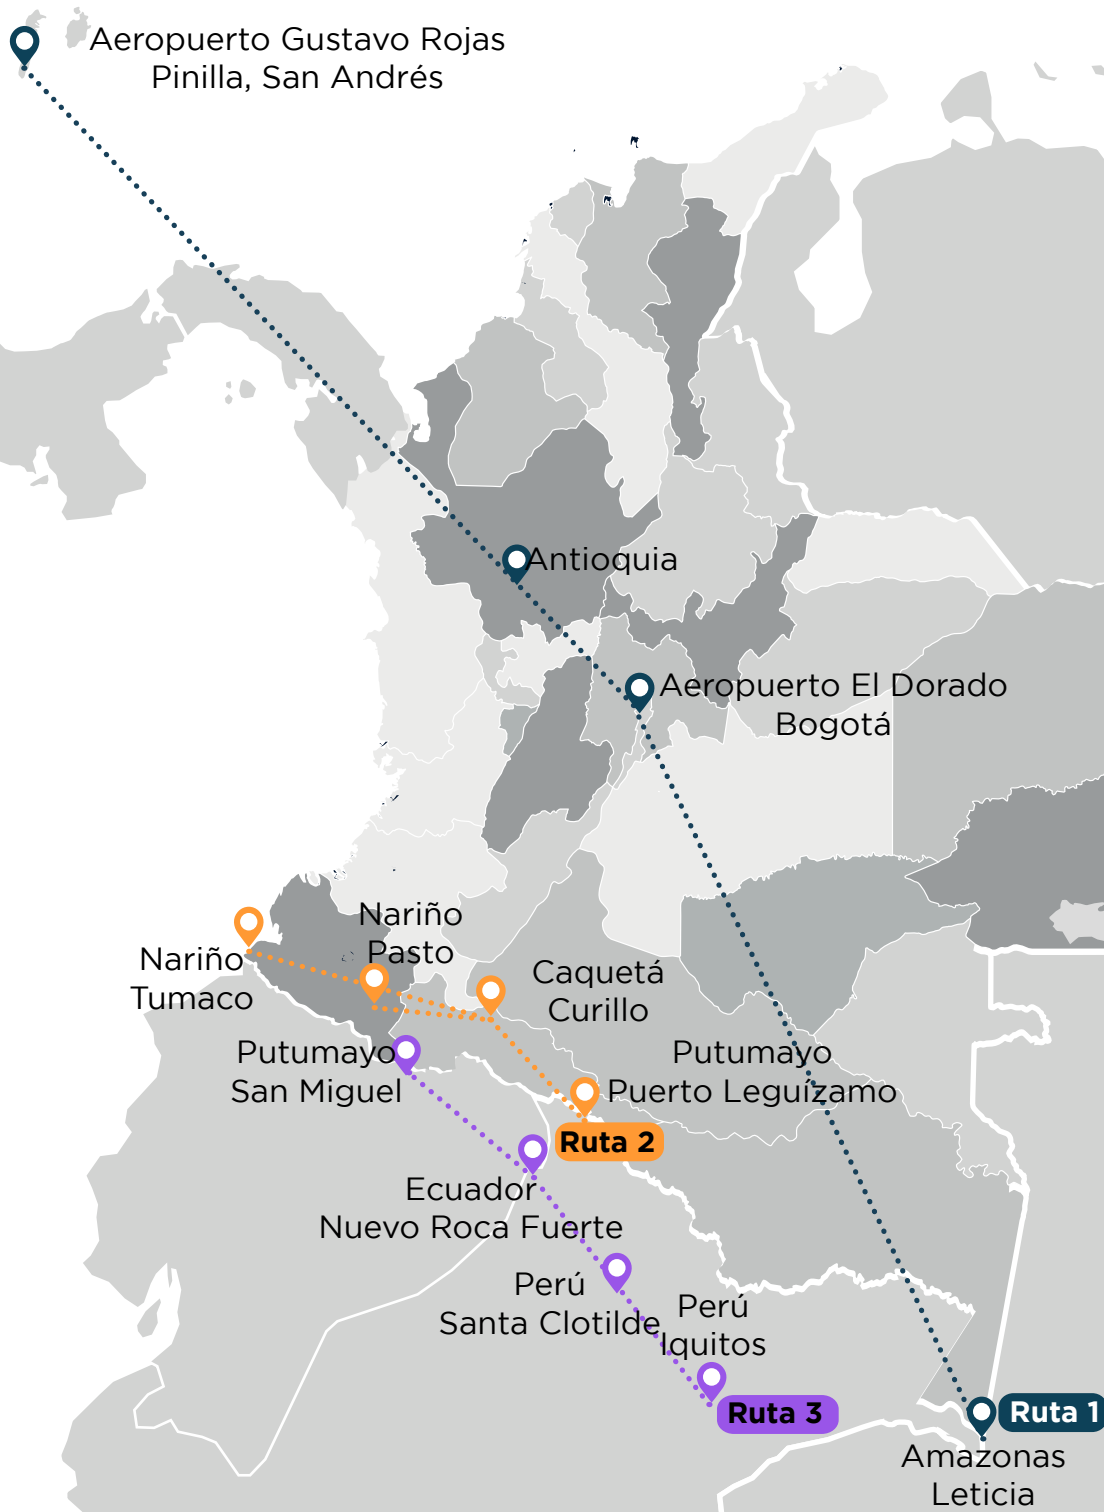 Aeropuerto Gustavo Rojas
Pinilla, San Andrés
Antioquia
Aeropuerto El Dorado
Bogotá
Nariño
Pasto
Nariño
Tumaco
Caquetá
Curillo
Putumayo
San Miguel
Putumayo
Puerto Leguízamo
Ruta 2
Ecuador
Nuevo Roca Fuerte
Perú
Santa Clotilde
Perú
Iquitos
Ruta 3
Ruta 1
Amazonas
Leticia